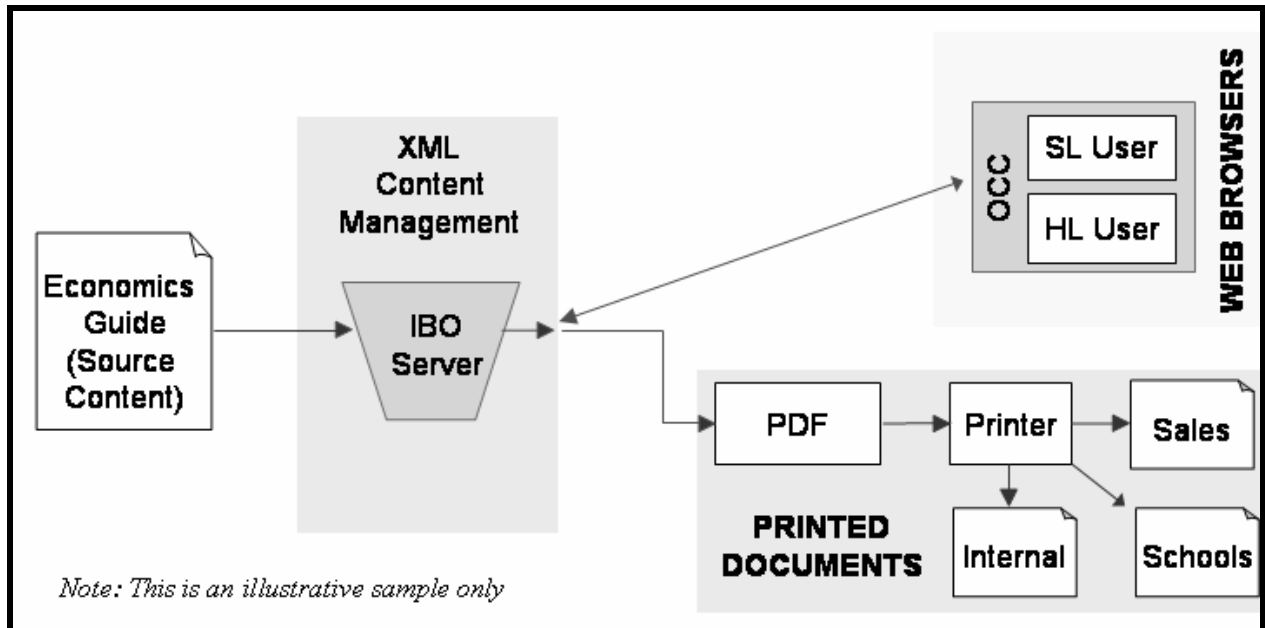 Economics
Guide
(Source
Content)
XML
Content
Management
IBO
Server
OCC
SL User
HL User
WEB BROWSERS
PDF
Printer
Sales
Internal
Schools
PRINTED
DOCUMENTS
Note: This is an illustrative sample only